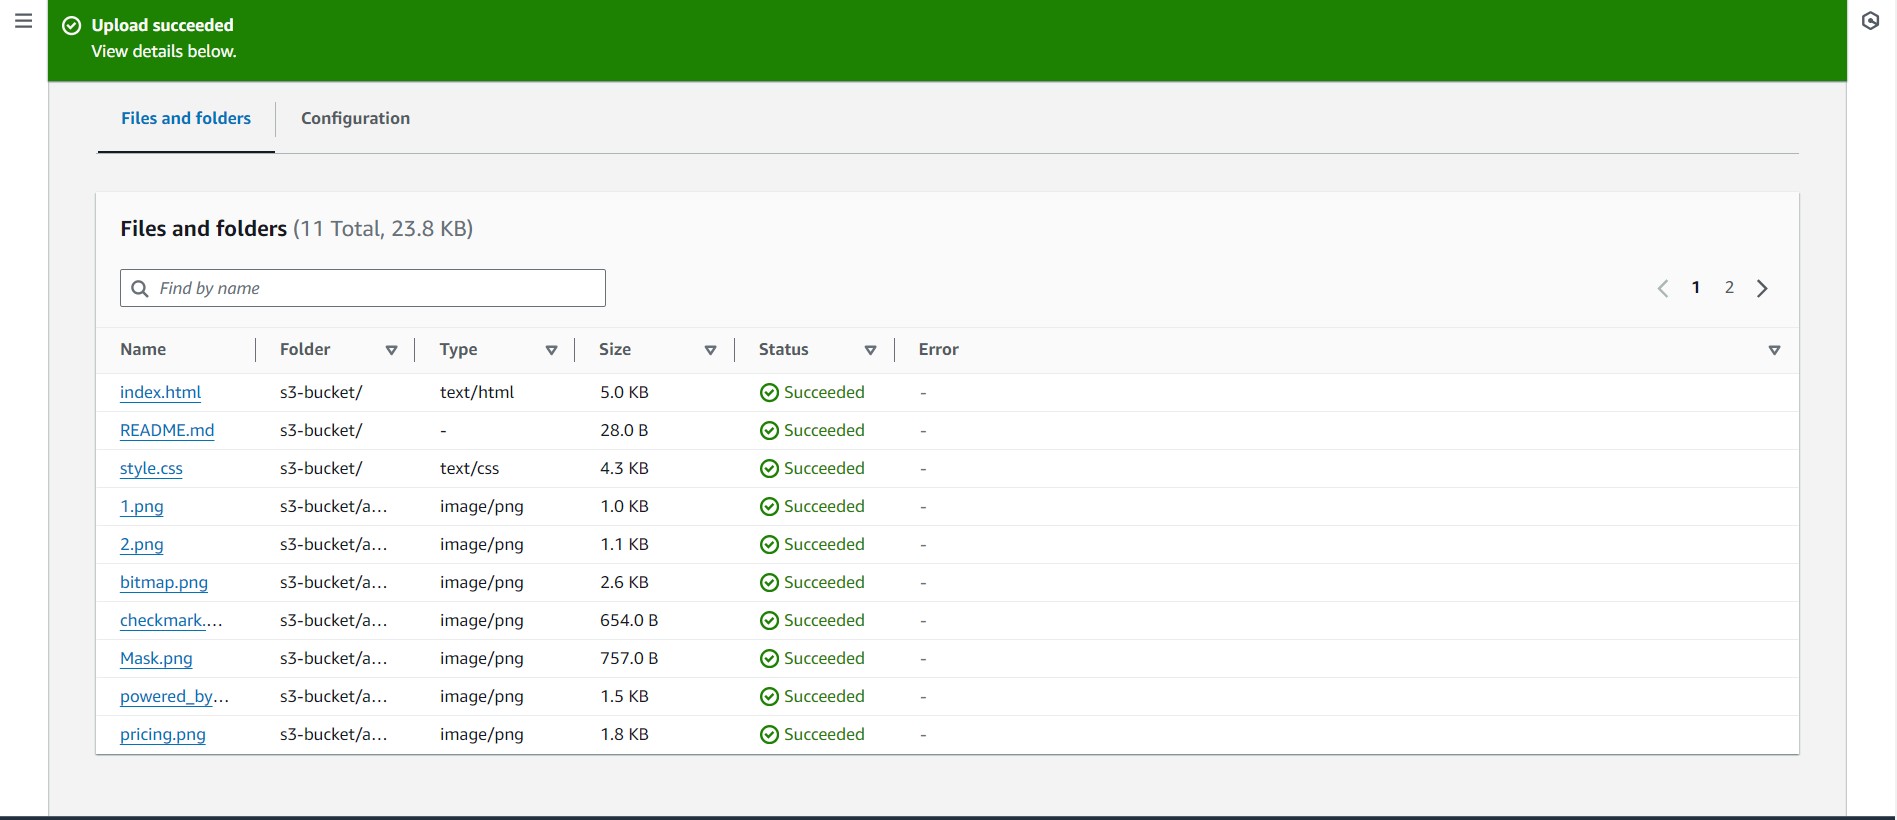 Upload succeeded
View details below.
Files and folders Configuration
Files and folders (11 Total, 23.8 KB)
Find by name 1 2
Name Folder Type Size Status Error
index.html s3-bucket/ text/html 5.0 KB Succeeded -
README.md s3-bucket/ - 28.0 B Succeeded -
style.css s3-bucket/ text/css 4.3 KB Succeeded -
1.png s3-bucket/a... image/png 1.0 KB Succeeded -
2.png s3-bucket/a... image/png 1.1 KB Succeeded -
bitmap.png s3-bucket/a... image/png 2.6 KB Succeeded -
checkmark.... s3-bucket/a... image/png 654.0 B Succeeded -
Mask.png s3-bucket/a... image/png 757.0 B Succeeded -
powered_by... s3-bucket/a... image/png 1.5 KB Succeeded -
pricing.png s3-bucket/a... image/png 1.8 KB Succeeded -